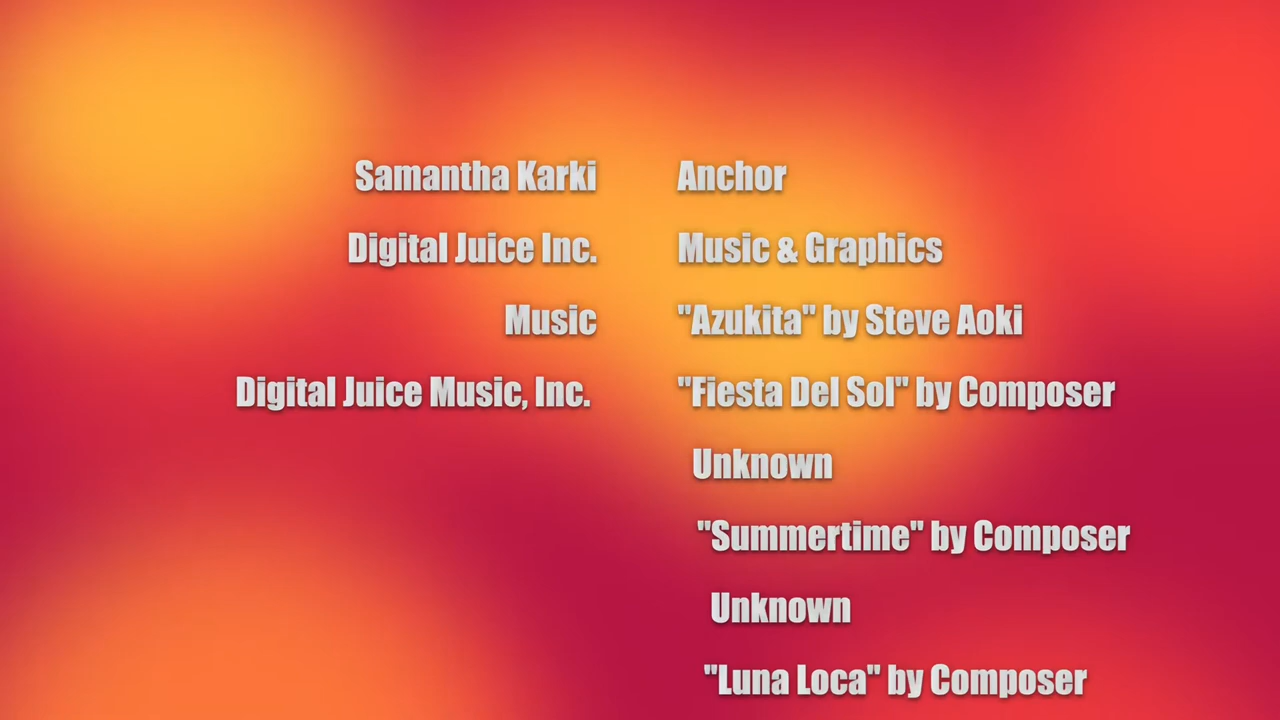 Samantha Karki Anchor
Digital Juice Inc. Music & Graphics
Music "Azukita" by Steve Aoki
Digital Juice Music, Inc. "Fiesta Del Sol" by Composer
Unknown
"Summertime" by Composer
Unknown
"Luna Loca" by Composer